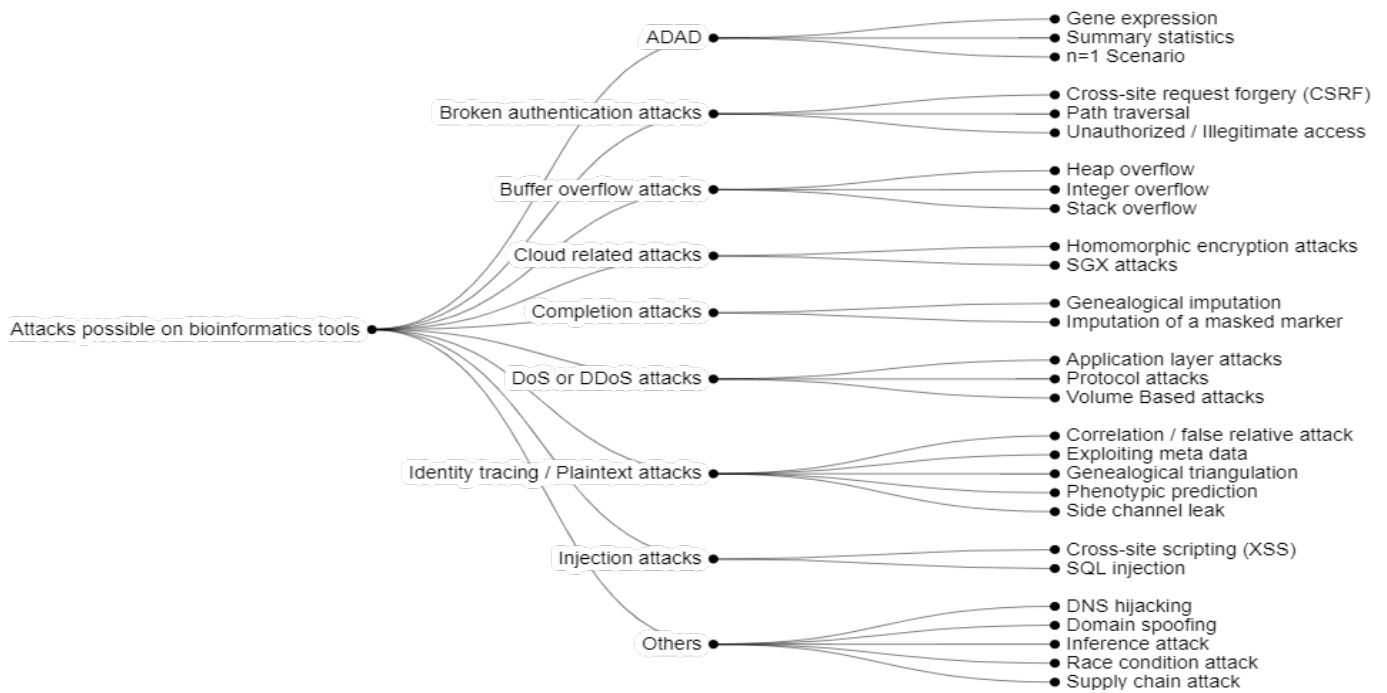 Attacks possible on bioinformatics tools
ADAD
Gene expression
Summary statistics
n=1 Scenario
Broken authentication attacks
Cross-site request forgery (CSRF)
Path traversal
Unauthorized / Illegitimate access
Buffer overflow attacks
Heap overflow
Integer overflow
Stack overflow
Cloud related attacks
Homomorphic encryption attacks
SGX attacks
Completion attacks
Genealogical imputation
Imputation of a masked marker
DoS or DDoS attacks
Application layer attacks
Protocol attacks
Volume Based attacks
Identity tracing / Plaintext attacks
Correlation / false relative attack
Exploiting meta data
Genealogical triangulation
Phenotypic prediction
Side channel leak
Injection attacks
Cross-site scripting (XSS)
SQL injection
Others
DNS hijacking
Domain spoofing
Inference attack
Race condition attack
Supply chain attack